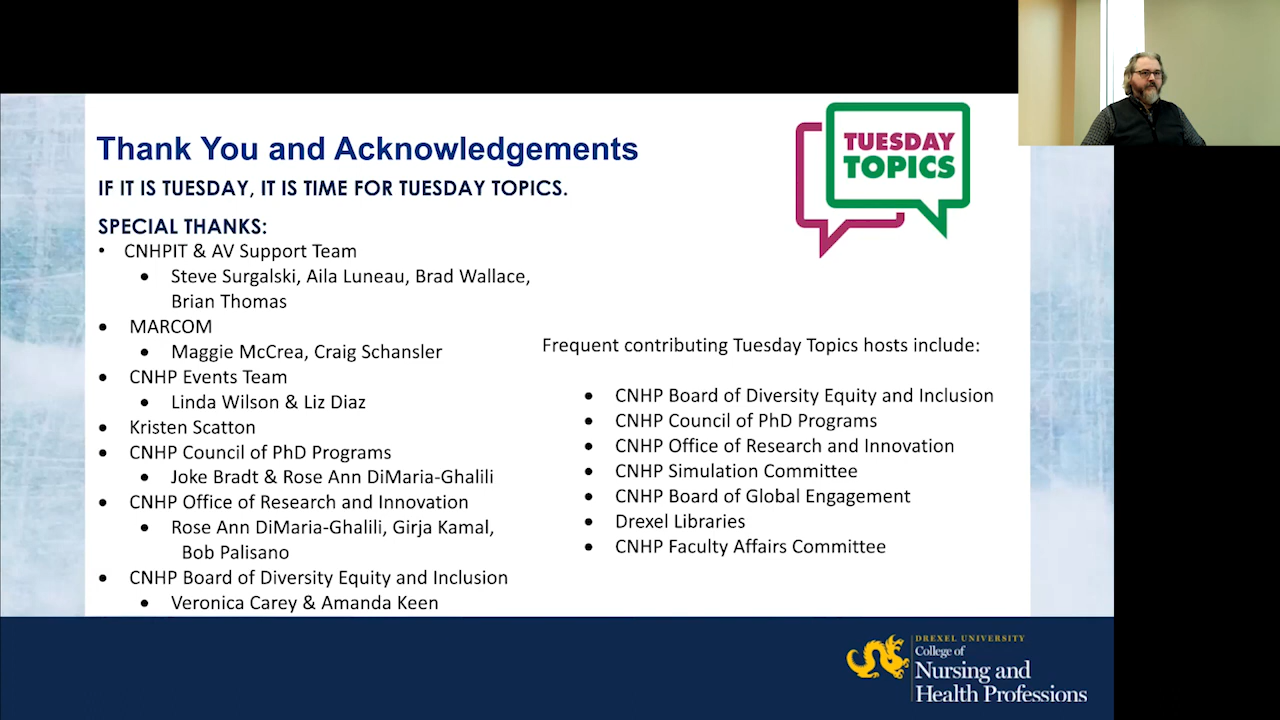 Thank You and Acknowledgements
IF IT IS TUESDAY, IT IS TIME FOR TUESDAY TOPICS.
SPECIAL THANKS:
• CNHPIT & AV Support Team
• Steve Surgalski, Aila Luneau, Brad Wallace,
Brian Thomas
• MARCOM
• Maggie McCrea, Craig Schansler
• CNHP Events Team
• Linda Wilson & Liz Diaz
• Kristen Scatton
• CNHP Council of PhD Programs
• Joke Bradt & Rose Ann DiMaria-Ghalili
• CNHP Office of Research and Innovation
• Rose Ann DiMaria-Ghalili, Girja Kamal,
Bob Palisano
• CNHP Board of Diversity Equity and Inclusion
• Veronica Carey & Amanda Keen
TUESDAY
TOPICS
Frequent contributing Tuesday Topics hosts include:
• CNHP Board of Diversity Equity and Inclusion
• CNHP Council of PhD Programs
• CNHP Office of Research and Innovation
• CNHP Simulation Committee
• CNHP Board of Global Engagement
• Drexel Libraries
• CNHP Faculty Affairs Committee
DREXEL UNIVERSITY
College of
Nursing and
Health Professions